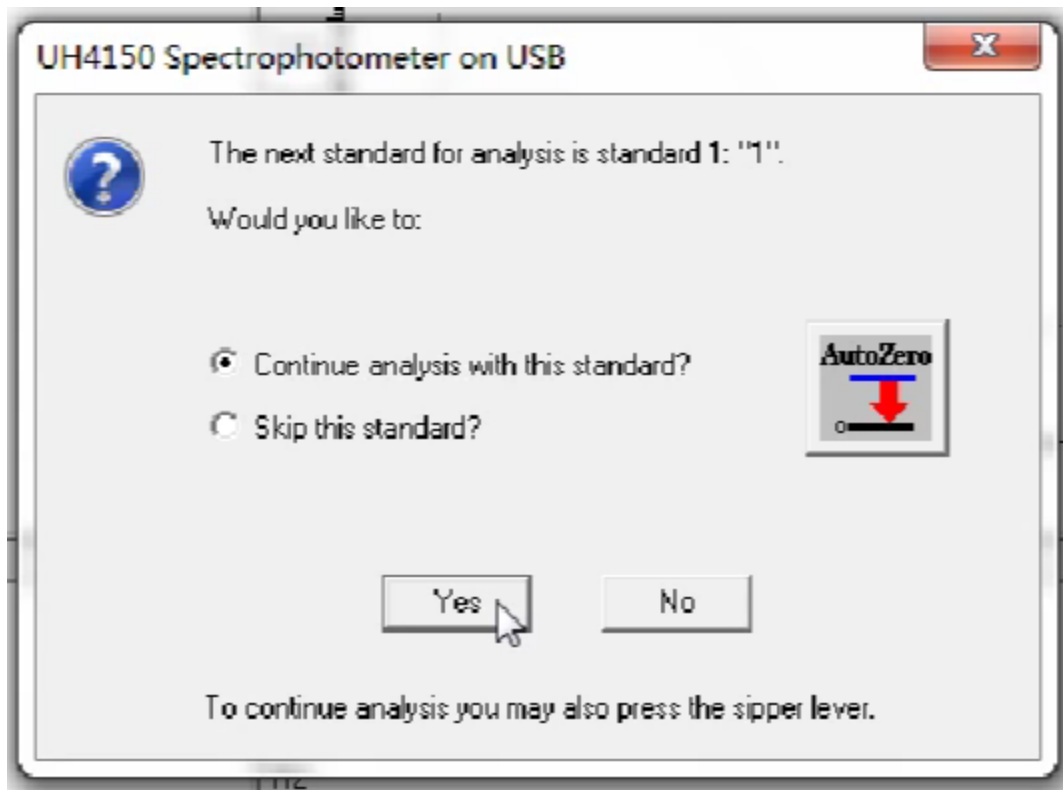 UH4150 Spectrophotometer on USB
The next standard for analysis is standard 1: "1".
Would you like to:
Continue analysis with this standard?
AutoZero
0
Skip this standard?
Yes
No
To continue analysis you may also press the sipper lever.